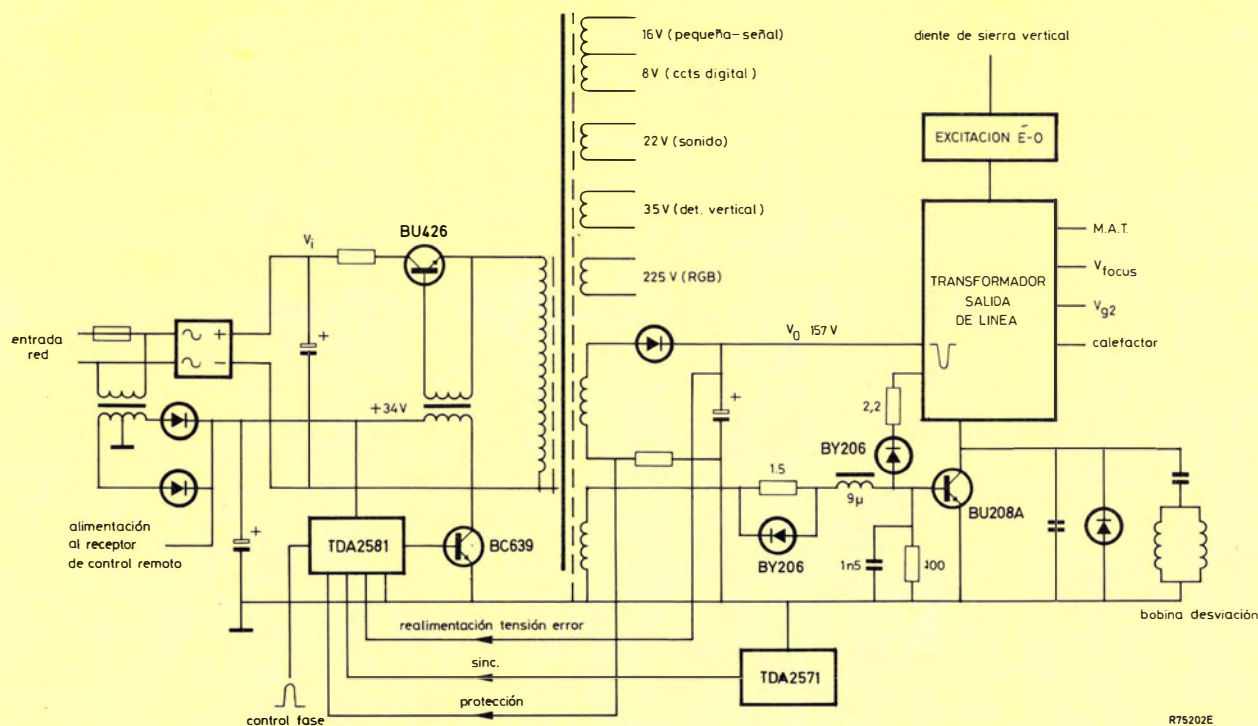 16V (pequeña-señal)
8V (ccts digital)
22V (sonido)
35V (det. vertical)
225V (RGB)
diente de sierra vertical
EXCITACION E-O
TRANSFORMADOR
SALIDA
DE LINEA
M.A.T.
Vfocus
Vg2
calefactor
BU426
Vi
+
entrada
red
+
-
+34V
alimentación
al receptor
de control remoto
+
TDA2581
BC639
V0 157 V
+
2,2
BY206
1.5
9µ
BY206
BU208A
1n5
100
bobina desviación
realimentación tensión error
sinc.
protección
control fase
TDA2571
R75202E